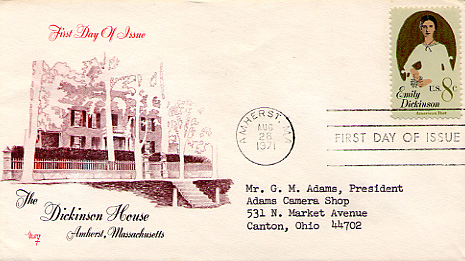 First Day Of Issue
The
Dickinson House
Amherst, Massachusetts
AMHERST, MA
AUG
28
1971
U.S. 8c
Emily
Dickinson
American Poet
FIRST DAY OF ISSUE
Mr. G. M. Adams, President
Adams Camera Shop
531 N. Market Avenue
Canton, Ohio 44702